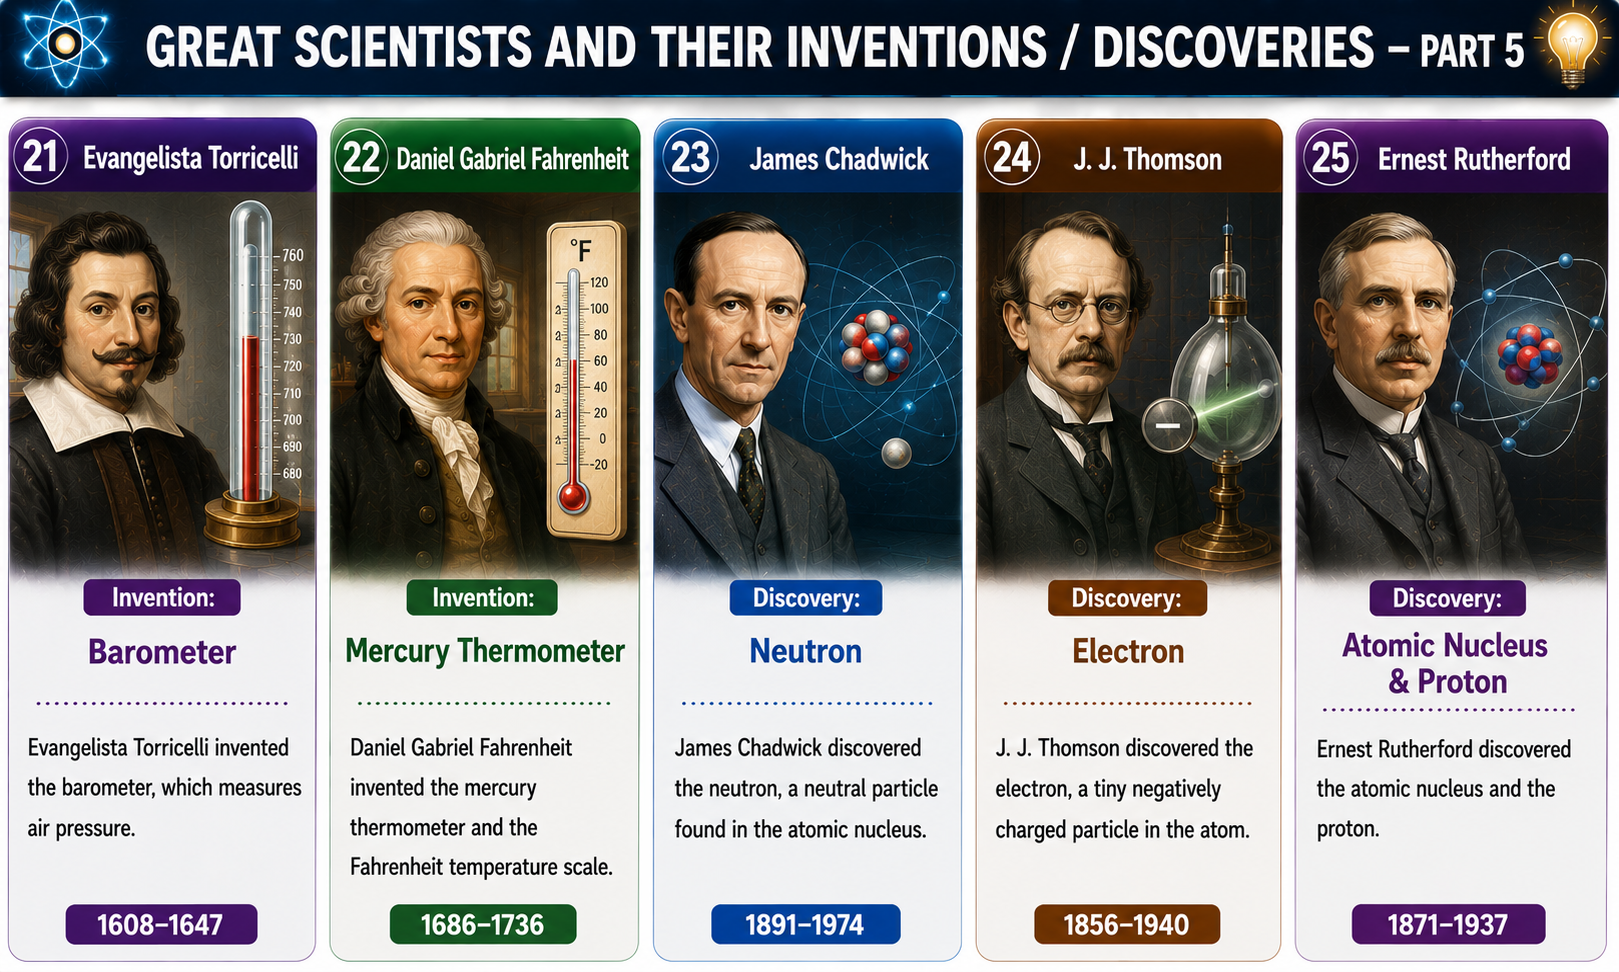 GREAT SCIENTISTS AND THEIR INVENTIONS / DISCOVERIES – PART 5
21 Evangelista Torricelli
760
750
740
730
720
710
700
690
680
Invention:
Barometer
Evangelista Torricelli invented
the barometer, which measures
air pressure.
1608–1647
22 Daniel Gabriel Fahrenheit
°F
120
100
80
60
40
20
0
-20
Invention:
Mercury Thermometer
Daniel Gabriel Fahrenheit
invented the mercury
thermometer and the
Fahrenheit temperature scale.
1686–1736
23 James Chadwick
Discovery:
Neutron
James Chadwick discovered
the neutron, a neutral particle
found in the atomic nucleus.
1891–1974
24 J. J. Thomson
−
Discovery:
Electron
J. J. Thomson discovered the
electron, a tiny negatively
charged particle in the atom.
1856–1940
25 Ernest Rutherford
Discovery:
Atomic Nucleus
& Proton
Ernest Rutherford discovered
the atomic nucleus and the
proton.
1871–1937